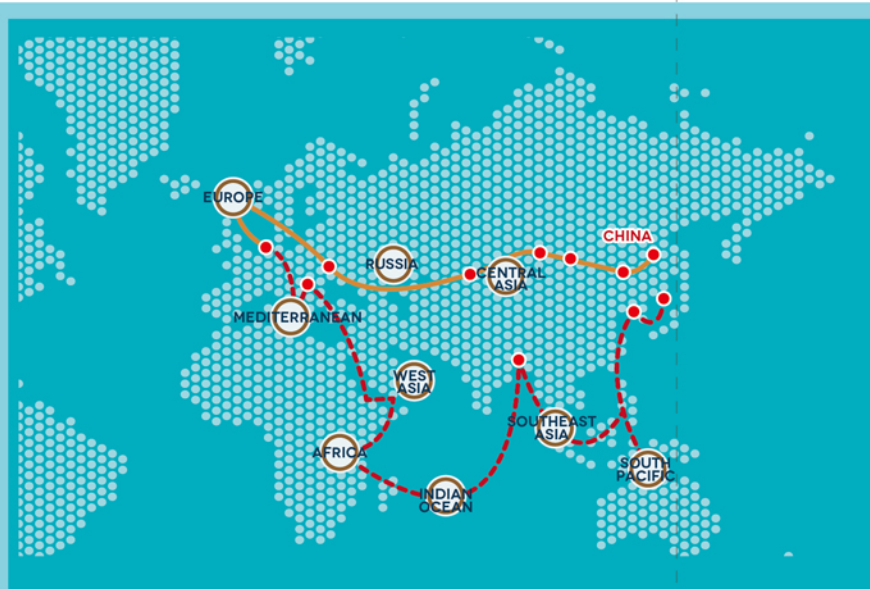 EUROPE
CHINA
RUSSIA
CENTRAL
ASIA
MEDITERRANEAN
WEST
ASIA
SOUTHEAST
ASIA
AFRICA
SOUTH
PACIFIC
INDIAN
OCEAN